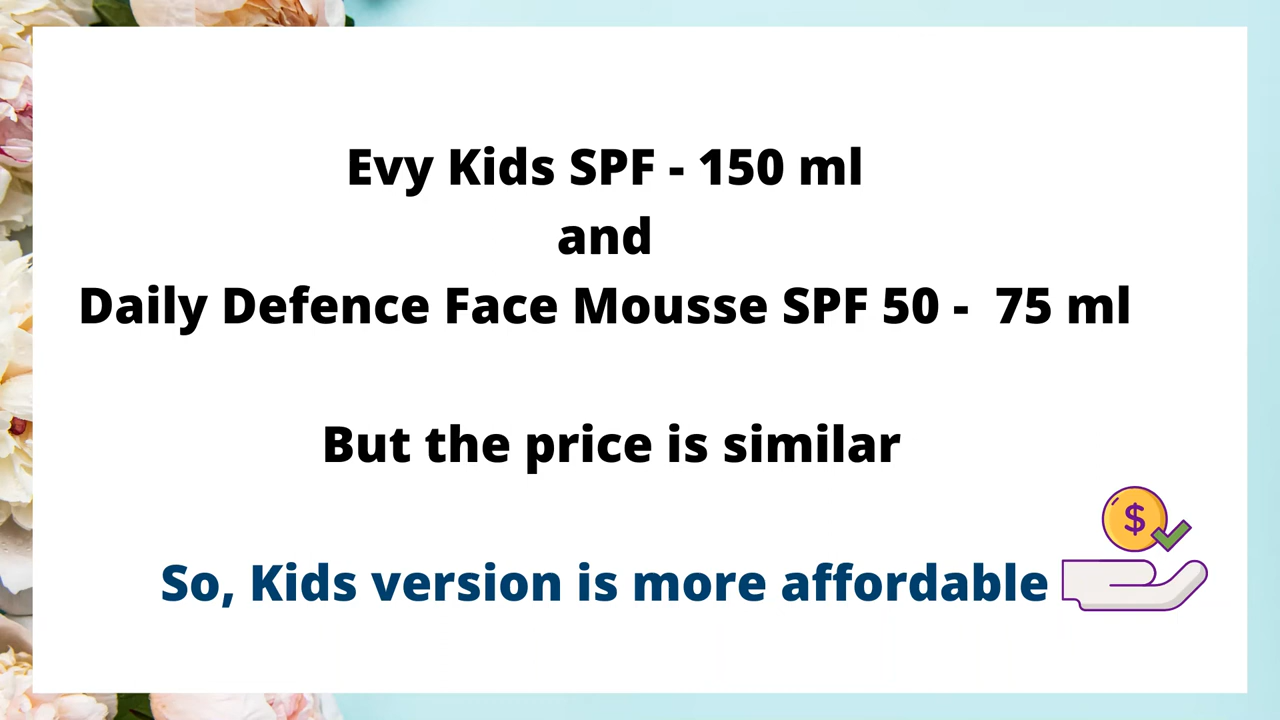 Evy Kids SPF - 150 ml
and
Daily Defence Face Mousse SPF 50 - 75 ml
But the price is similar
So, Kids version is more affordable
$